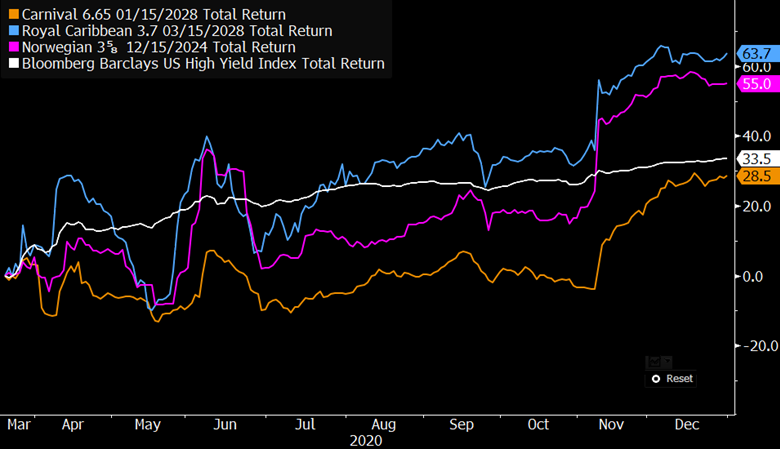 Carnival 6.65 01/15/2028 Total Return
Royal Caribbean 3.7 03/15/2028 Total Return
Norwegian 3⅝ 12/15/2024 Total Return
Bloomberg Barclays US High Yield Index Total Return
63.7
60.0
55.0
40.0
33.5
28.5
20.0
0.0
-20.0
Reset
Mar Apr May Jun Jul Aug Sep Oct Nov Dec
2020